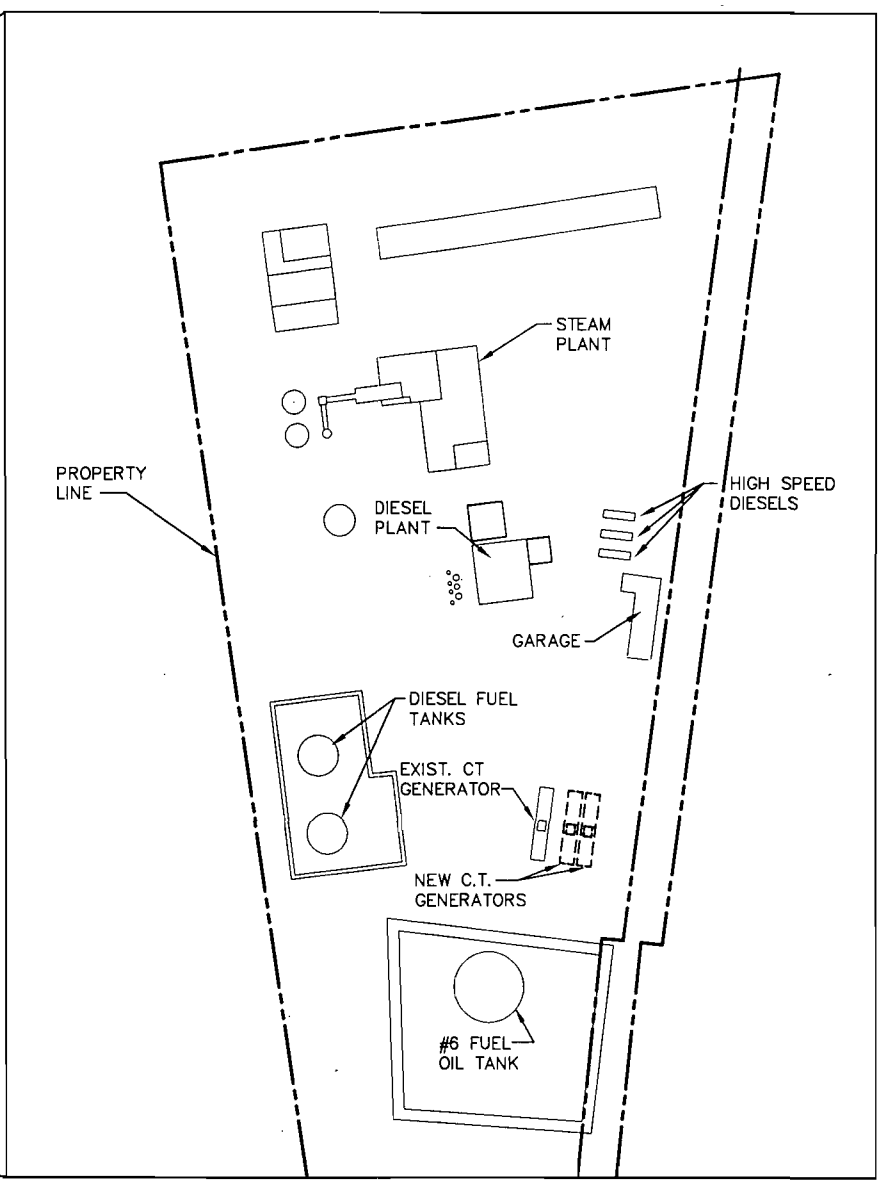 STEAM
PLANT
PROPERTY
LINE
HIGH SPEED
DIESELS
DIESEL
PLANT
GARAGE
DIESEL FUEL
TANKS
EXIST. CT
GENERATOR
NEW C.T.
GENERATORS
#6 FUEL
OIL TANK